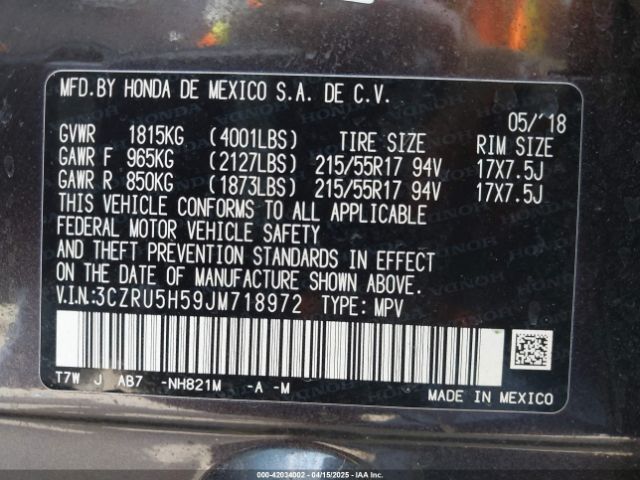 MFD. BY HONDA DE MEXICO S.A. DE C.V.
05/'18
GVWR 1815KG (4001LBS) TIRE SIZE RIM SIZE
GAWR F 965KG (2127LBS) 215/55R17 94V 17X7.5J
GAWR R 850KG (1873LBS) 215/55R17 94V 17X7.5J
THIS VEHICLE CONFORMS TO ALL APPLICABLE
FEDERAL MOTOR VEHICLE SAFETY
AND THEFT PREVENTION STANDARDS IN EFFECT
ON THE DATE OF MANUFACTURE SHOWN ABOVE.
V.I.N:3CZRU5H59JM718972 TYPE: MPV
T7W J AB7 -NH821M -A -M
MADE IN MEXICO
000-42034002 - 04/15/2025 - IAA Inc.